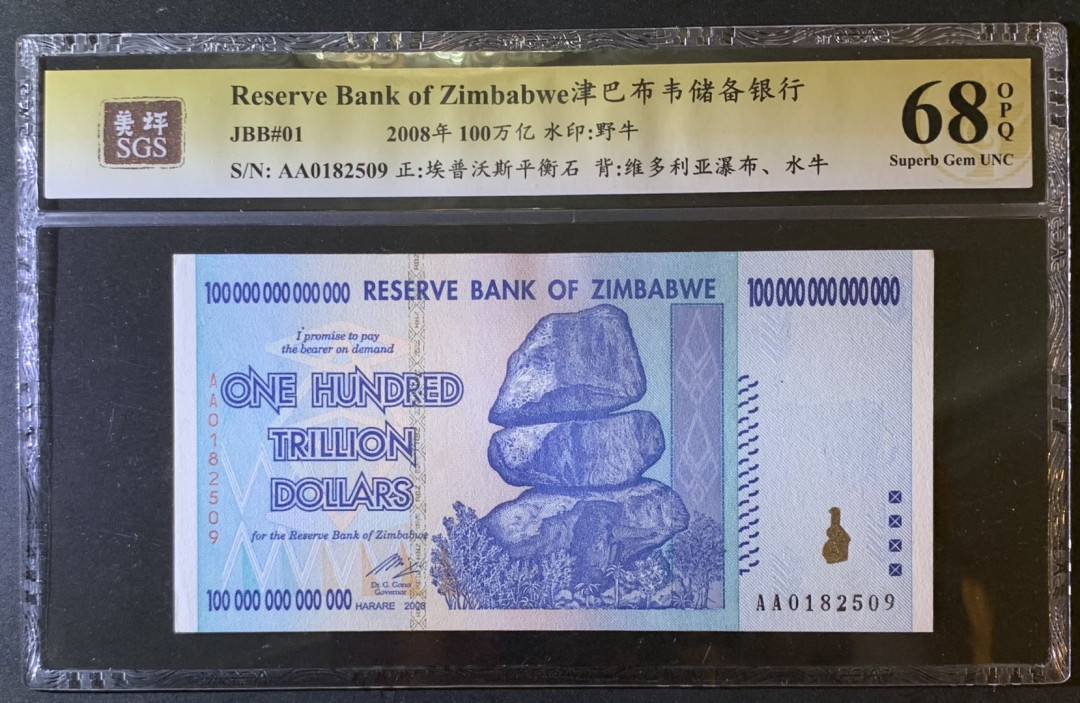 Reserve Bank of Zimbabwe津巴布韦储备银行
JBB#01 2008年 100万亿 水印:野牛
S/N: AA0182509 正:埃普沃斯平衡石 背:维多利亚瀑布、水牛
美评
SGS
68
OPQ
Superb Gem UNC
100 000 000 000 000 RESERVE BANK OF ZIMBABWE 100 000 000 000 000
I promise to pay
the bearer on demand
ONE HUNDRED
TRILLION
DOLLARS
AA0182509
for the Reserve Bank of Zimbabwe
Dr. G. Gono
Governor
100 000 000 000 000 HARARE 2008
AA0182509